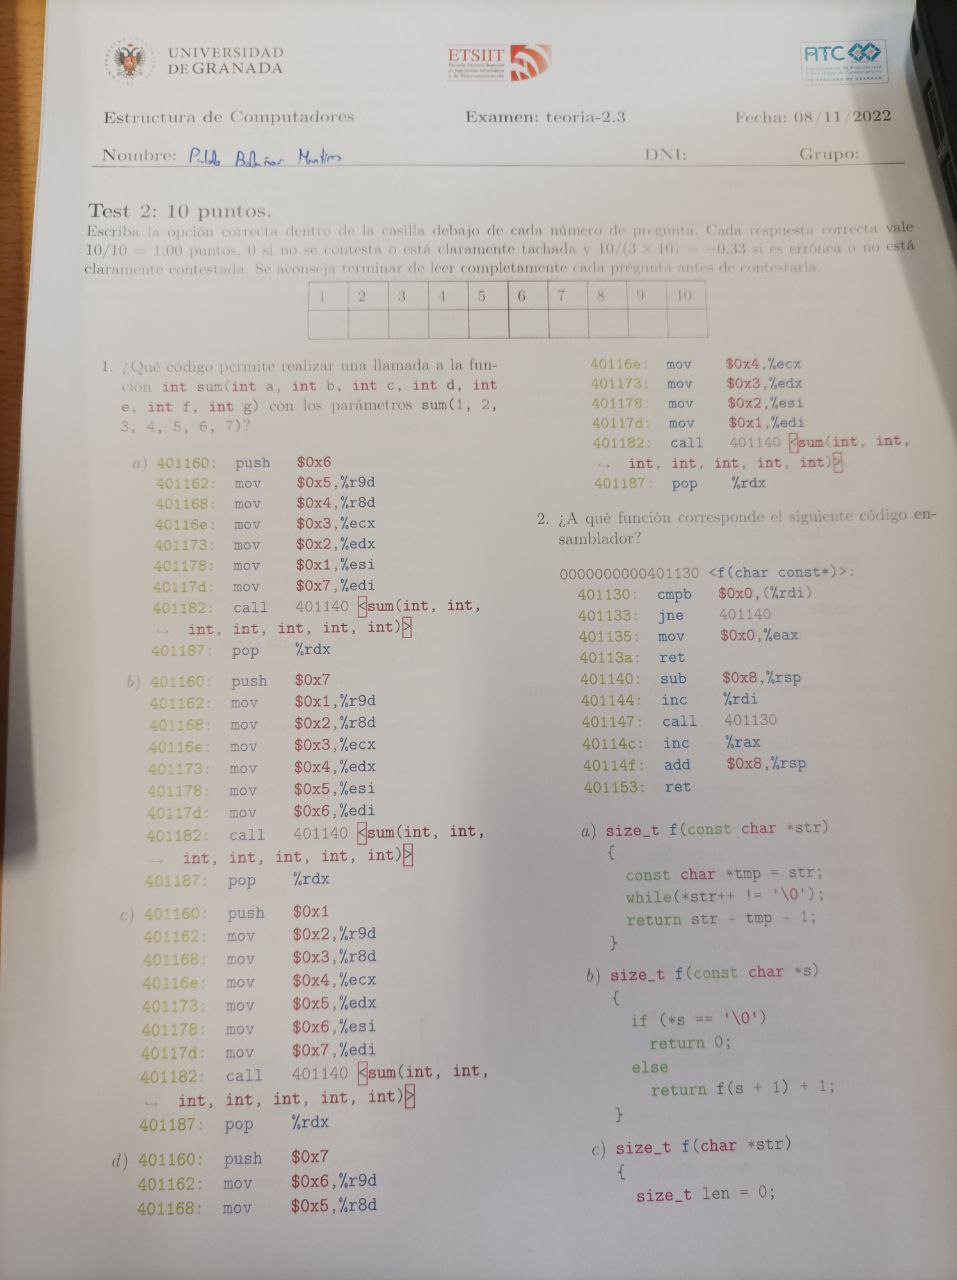 UNIVERSIDAD
DE GRANADA
ETSIIT
ATC
Estructura de Computadores
Examen: teoria-2.3
Fecha: 08/11/2022
Nombre: Pablo
DNI:
Grupo:
Test 2: 10 puntos.
Escriba la opción correcta dentro de la casilla debajo de cada número de pregunta. Cada respuesta correcta vale
10/10 = 1.00 puntos, 0 si no se contesta o está claramente tachada y 10/(3 × 10) = −0.33 si es errónea o no está
claramente contestada. Se aconseja terminar de leer completamente cada pregunta antes de contestarla.
1 2 3 4 5 6 7 8 9 10
1. ¿Qué código permite realizar una llamada a la fun-
ción int sum(int a, int b, int c, int d, int
e, int f, int g) con los parámetros sum(1, 2,
3, 4, 5, 6, 7)?
a) 401160: push $0x6
401162: mov $0x5,%r9d
401168: mov $0x4,%r8d
40116e: mov $0x3,%ecx
401173: mov $0x2,%edx
401178: mov $0x1,%esi
40117d: mov $0x7,%edi
401182: call 401140 <sum(int, int,
↪ int, int, int, int, int)>
401187: pop %rdx
b) 401160: push $0x7
401162: mov $0x1,%r9d
401168: mov $0x2,%r8d
40116e: mov $0x3,%ecx
401173: mov $0x4,%edx
401178: mov $0x5,%esi
40117d: mov $0x6,%edi
401182: call 401140 <sum(int, int,
↪ int, int, int, int, int)>
401187: pop %rdx
c) 401160: push $0x1
401162: mov $0x2,%r9d
401168: mov $0x3,%r8d
40116e: mov $0x4,%ecx
401173: mov $0x5,%edx
401178: mov $0x6,%esi
40117d: mov $0x7,%edi
401182: call 401140 <sum(int, int,
↪ int, int, int, int, int)>
401187: pop %rdx
d) 401160: push $0x7
401162: mov $0x6,%r9d
401168: mov $0x5,%r8d
40116e: mov $0x4,%ecx
401173: mov $0x3,%edx
401178: mov $0x2,%esi
40117d: mov $0x1,%edi
401182: call 401140 <sum(int, int,
↪ int, int, int, int, int)>
401187: pop %rdx
2. ¿A qué función corresponde el siguiente código en-
samblador?
0000000000401130 <f(char const*)>:
401130: cmpb $0x0,(%rdi)
401133: jne 401140
401135: mov $0x0,%eax
40113a: ret
401140: sub $0x8,%rsp
401144: inc %rdi
401147: call 401130
40114c: inc %rax
40114f: add $0x8,%rsp
401153: ret
a) size_t f(const char *str)
{
const char *tmp = str;
while(*str++ != '\0');
return str - tmp - 1;
}
b) size_t f(const char *s)
{
if (*s == '\0')
return 0;
else
return f(s + 1) + 1;
}
c) size_t f(char *str)
{
size_t len = 0;